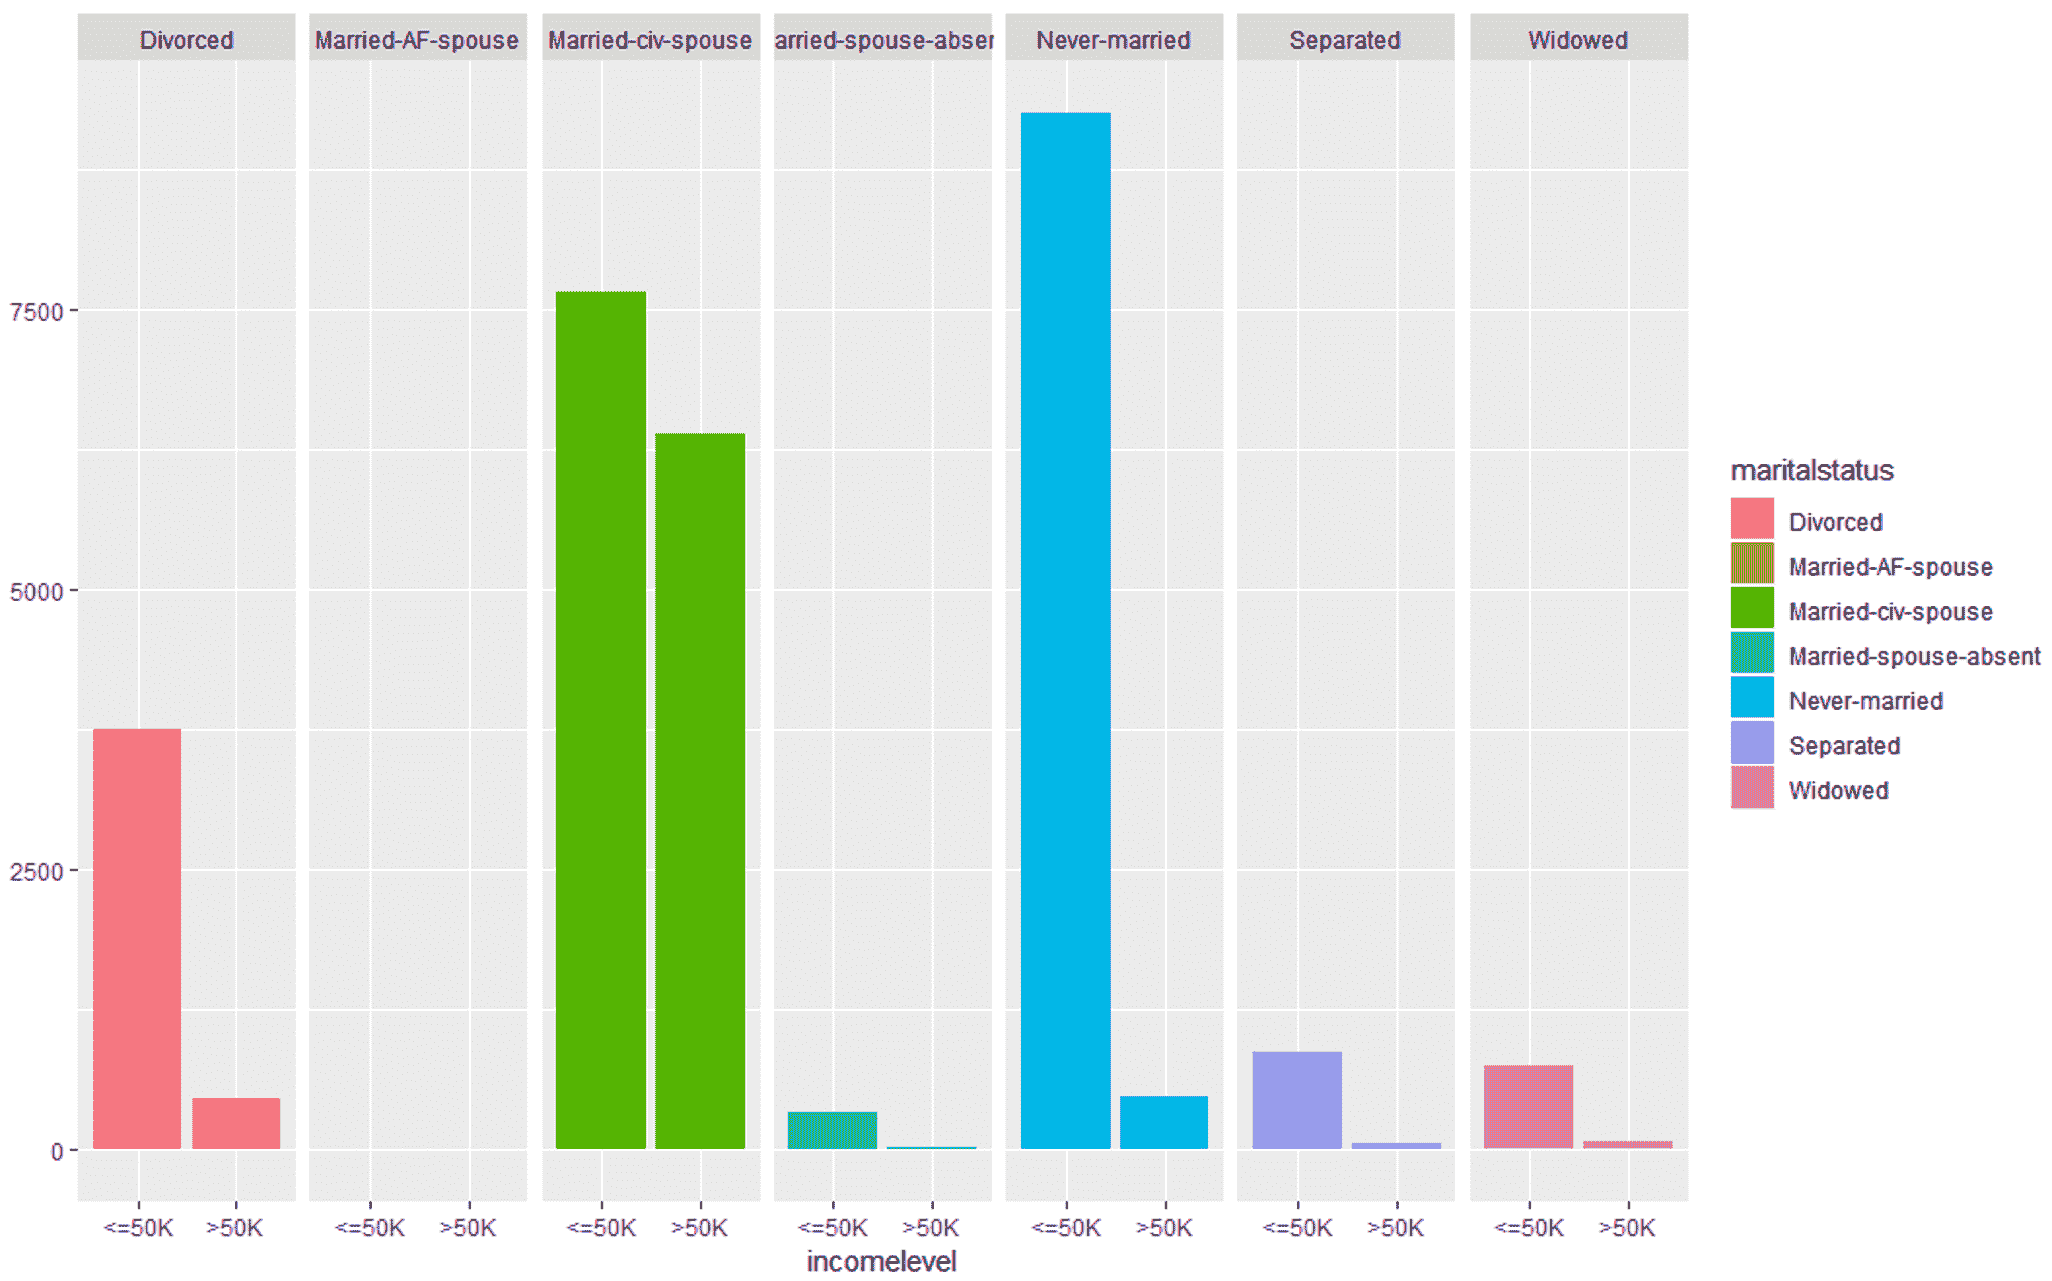 Divorced Married-AF-spouse Married-civ-spouse arried-spouse-abser Never-married Separated Widowed
7500
5000
2500
0
<=50K >50K <=50K >50K <=50K >50K <=50K >50K <=50K >50K <=50K >50K <=50K >50K
incomelevel
maritalstatus
Divorced
Married-AF-spouse
Married-civ-spouse
Married-spouse-absent
Never-married
Separated
Widowed